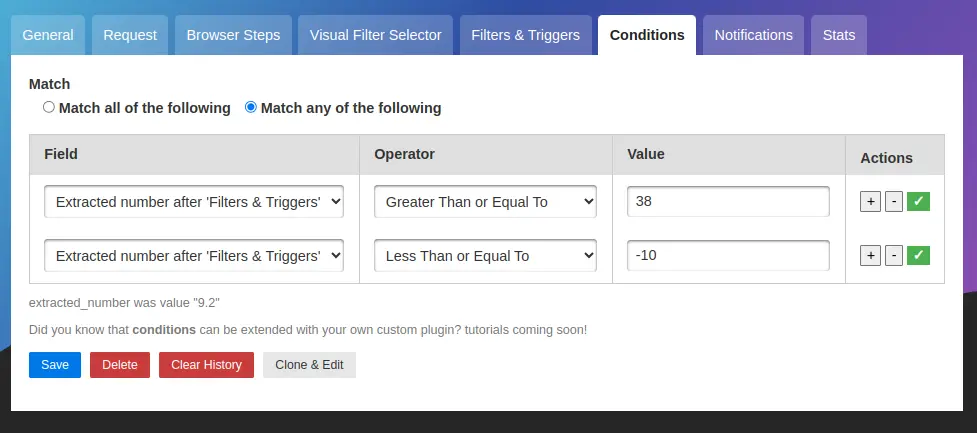 General Request Browser Steps Visual Filter Selector Filters & Triggers Conditions Notifications Stats
Match
Match all of the following Match any of the following
Field Operator Value Actions
Extracted number after 'Filters & Triggers' Greater Than or Equal To 38 + - ✓
Extracted number after 'Filters & Triggers' Less Than or Equal To -10 + - ✓
extracted_number was value "9.2"
Did you know that conditions can be extended with your own custom plugin? tutorials coming soon!
Save Delete Clear History Clone & Edit